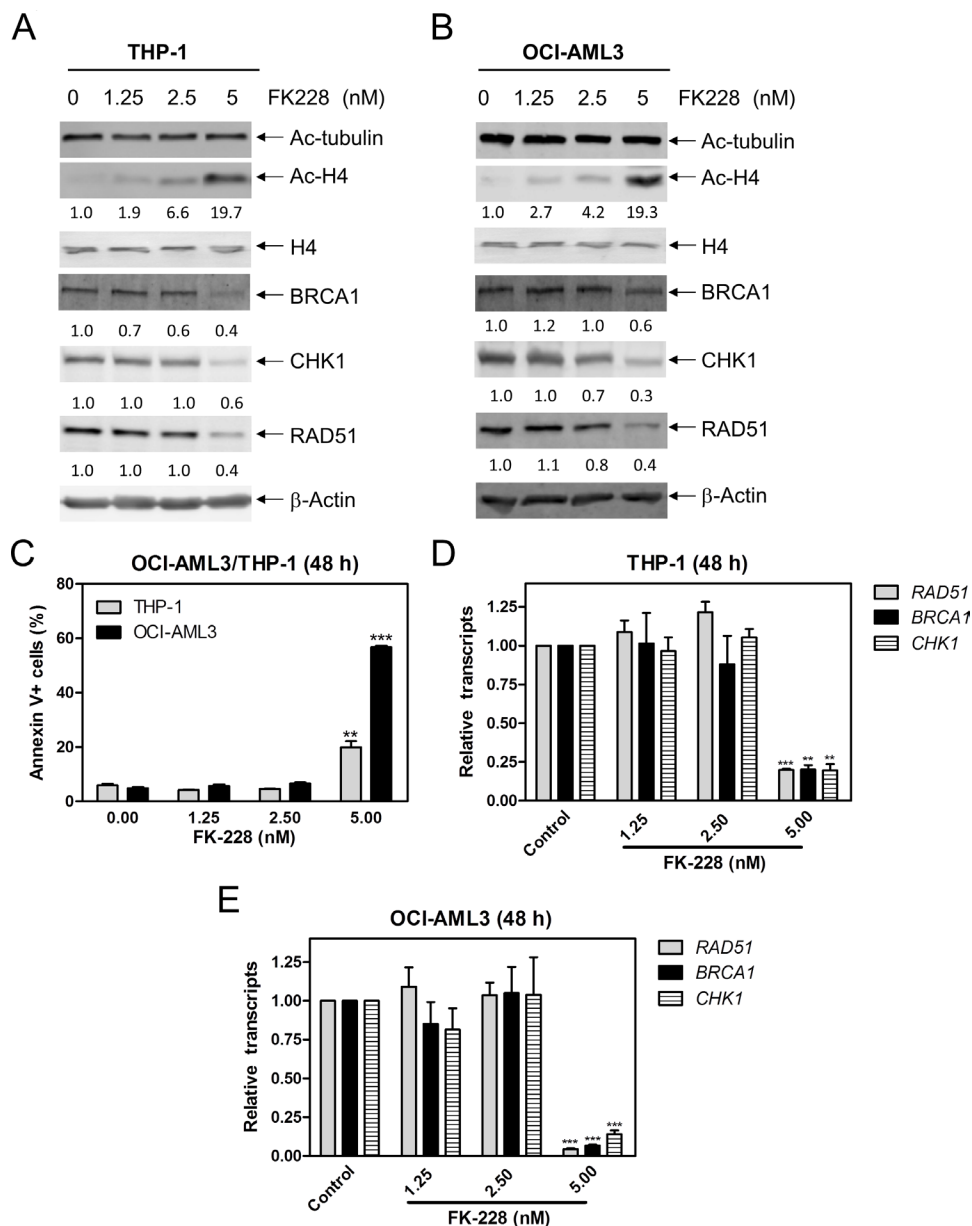 A
THP-1
0 1.25 2.5 5 FK228 (nM)
Ac-tubulin
Ac-H4
1.0 1.9 6.6 19.7
H4
BRCA1
1.0 0.7 0.6 0.4
CHK1
1.0 1.0 1.0 0.6
RAD51
1.0 1.0 1.0 0.4
β-Actin
B
OCI-AML3
0 1.25 2.5 5 FK228 (nM)
Ac-tubulin
Ac-H4
1.0 2.7 4.2 19.3
H4
BRCA1
1.0 1.2 1.0 0.6
CHK1
1.0 1.0 0.7 0.3
RAD51
1.0 1.1 0.8 0.4
β-Actin
C
OCI-AML3/THP-1 (48 h)
Annexin V+ cells (%)
80
60
40
20
0
THP-1
OCI-AML3
**
***
0.00 1.25 2.50 5.00
FK-228 (nM)
D
THP-1 (48 h)
Relative transcripts
1.25
1.00
0.75
0.50
0.25
0.00
*** ** **
Control 1.25 2.50 5.00
FK-228 (nM)
RAD51
BRCA1
CHK1
E
OCI-AML3 (48 h)
Relative transcripts
1.25
1.00
0.75
0.50
0.25
0.00
*** *** ***
Control 1.25 2.50 5.00
FK-228 (nM)
RAD51
BRCA1
CHK1